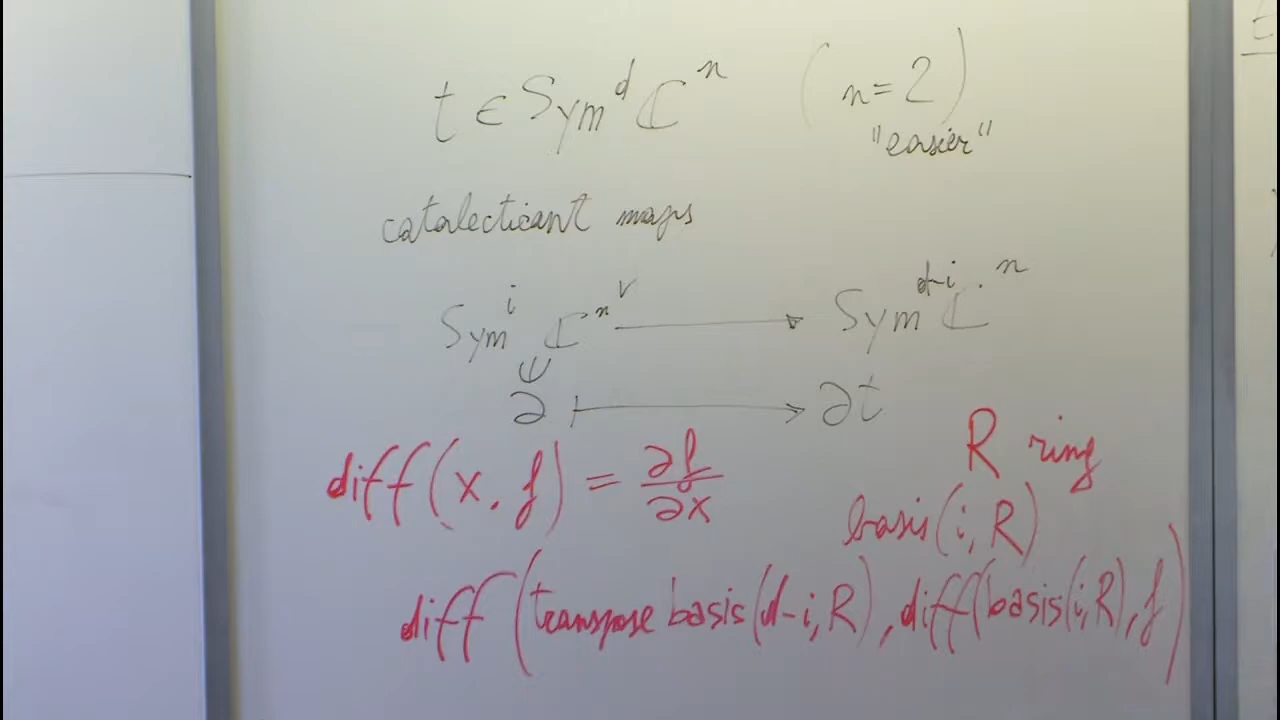 t ∈ Sym^d ℂ^n (n=2)
"easier"
catalecticant maps
Sym^i ℂ^n^∨ → Sym^{d-i} ℂ^n
∂ ↦ ∂t
diff(x, f) = ∂f/∂x
R ring
basis(i, R)
diff(transpose basis(d-i, R), diff(basis(i, R), f)